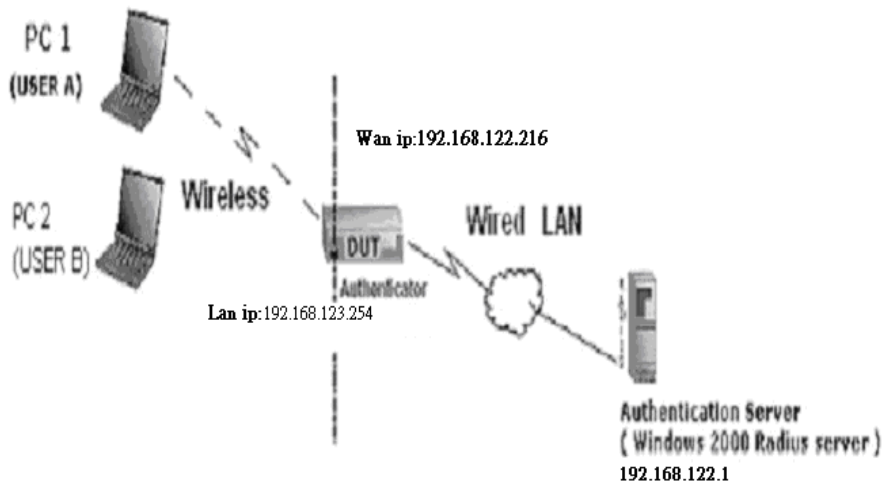 PC 1
(USER A)
Wan ip:192.168.122.216
Wireless
PC 2
(USER B)
Wired LAN
DUT
Authenticator
Lan ip:192.168.123.254
Authentication Server
( Windows 2000 Radius server )
192.168.122.1